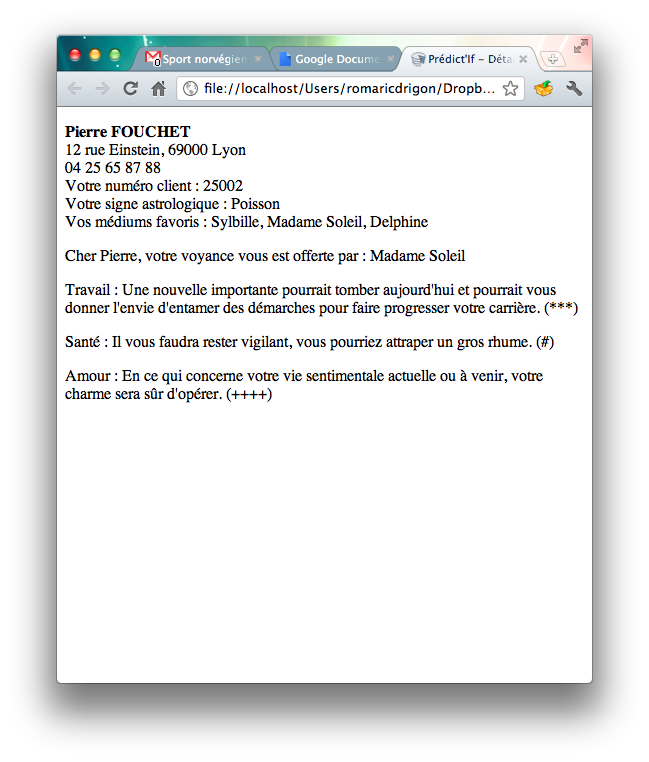 Sport norvégien
Google Docume
Prédict'If – Déta
file://localhost/Users/romaricdrigon/Dropb...
Pierre FOUCHET
12 rue Einstein, 69000 Lyon
04 25 65 87 88
Votre numéro client : 25002
Votre signe astrologique : Poisson
Vos médiums favoris : Sylbille, Madame Soleil, Delphine
Cher Pierre, votre voyance vous est offerte par : Madame Soleil
Travail : Une nouvelle importante pourrait tomber aujourd'hui et pourrait vous
donner l'envie d'entamer des démarches pour faire progresser votre carrière. (***)
Santé : Il vous faudra rester vigilant, vous pourriez attraper un gros rhume. (#)
Amour : En ce qui concerne votre vie sentimentale actuelle ou à venir, votre
charme sera sûr d'opérer. (++++)